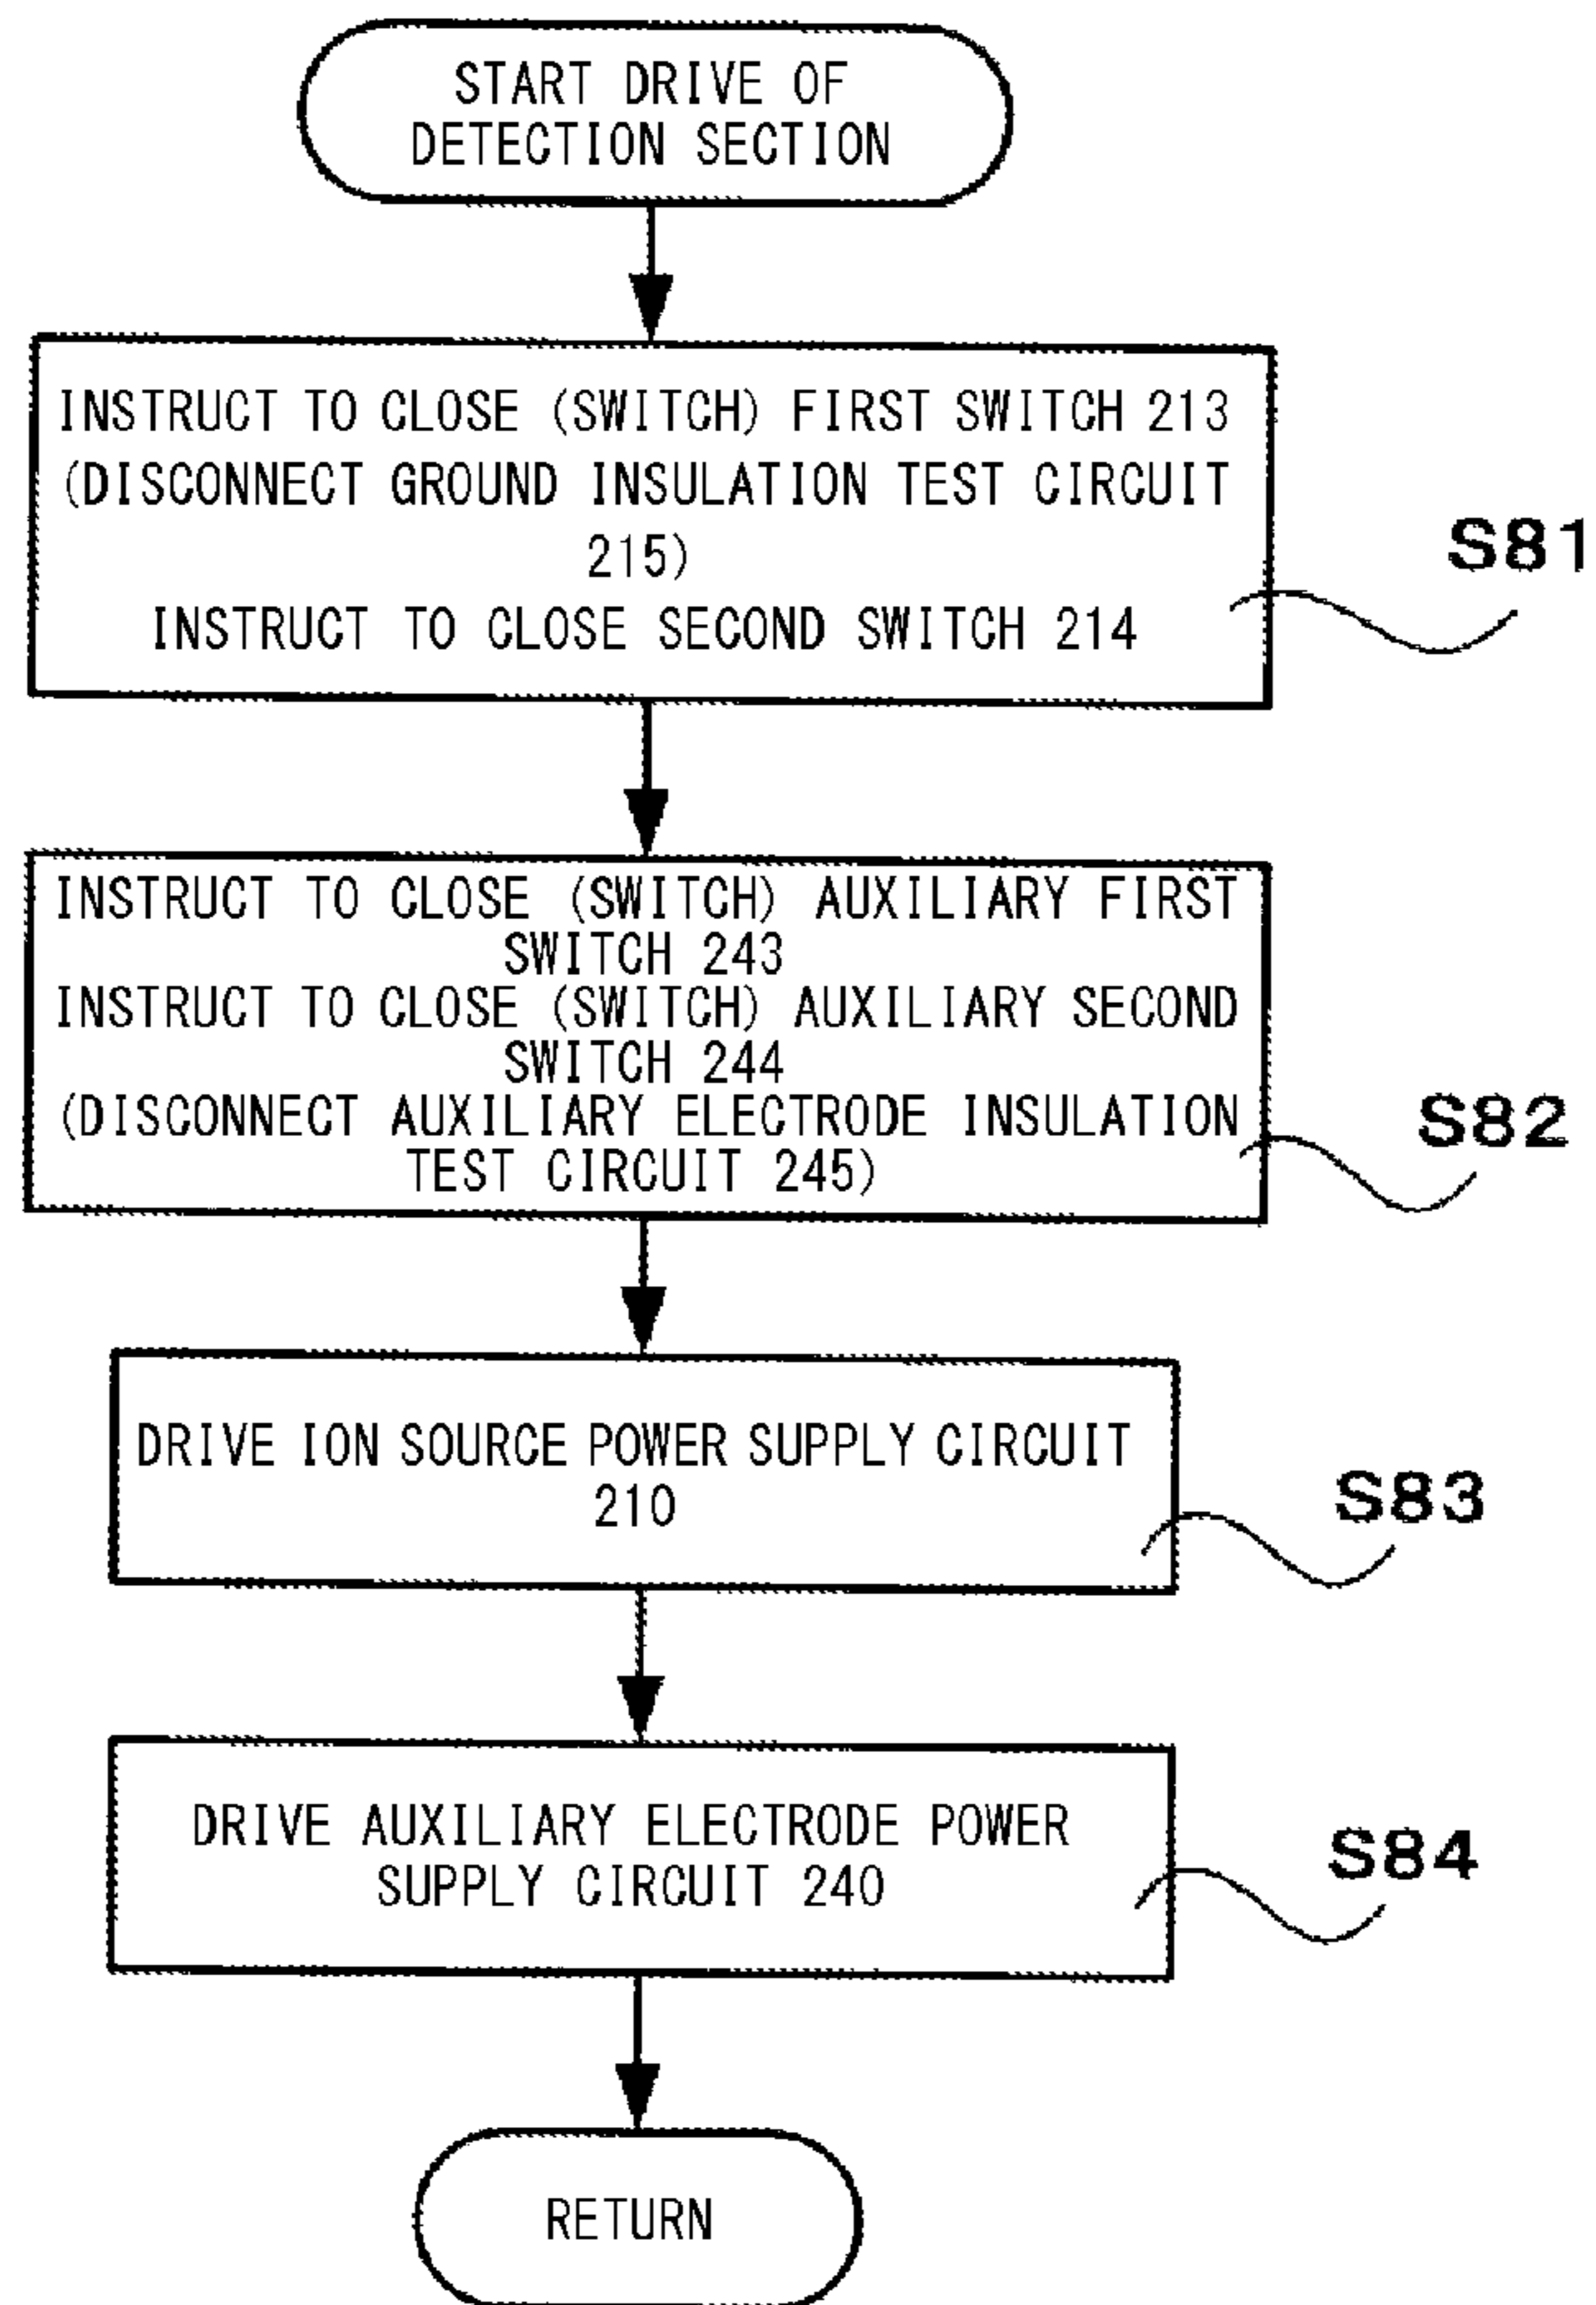 START DRIVE OF
DETECTION SECTION
INSTRUCT TO CLOSE (SWITCH) FIRST SWITCH 213
(DISCONNECT GROUND INSULATION TEST CIRCUIT
215)
INSTRUCT TO CLOSE SECOND SWITCH 214
S81
INSTRUCT TO CLOSE (SWITCH) AUXILIARY FIRST
SWITCH 243
INSTRUCT TO CLOSE (SWITCH) AUXILIARY SECOND
SWITCH 244
(DISCONNECT AUXILIARY ELECTRODE INSULATION
TEST CIRCUIT 245)
S82
DRIVE ION SOURCE POWER SUPPLY CIRCUIT
210
S83
DRIVE AUXILIARY ELECTRODE POWER
SUPPLY CIRCUIT 240
S84
RETURN